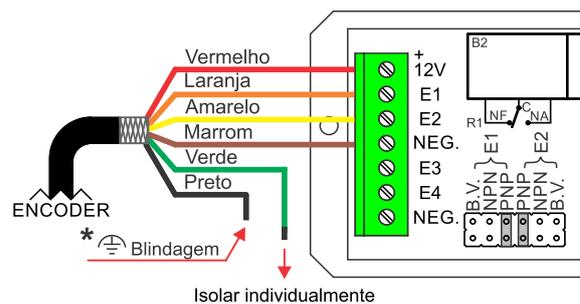 Vermelho
Laranja
Amarelo
Marrom
Verde
Preto
ENCODER
* Blindagem
Isolar individualmente
+
12V
E1
E2
NEG.
E3
E4
NEG.
B2
R1 NF C NA
E1 E2
B.V. NPN PNP PNP NPN B.V.